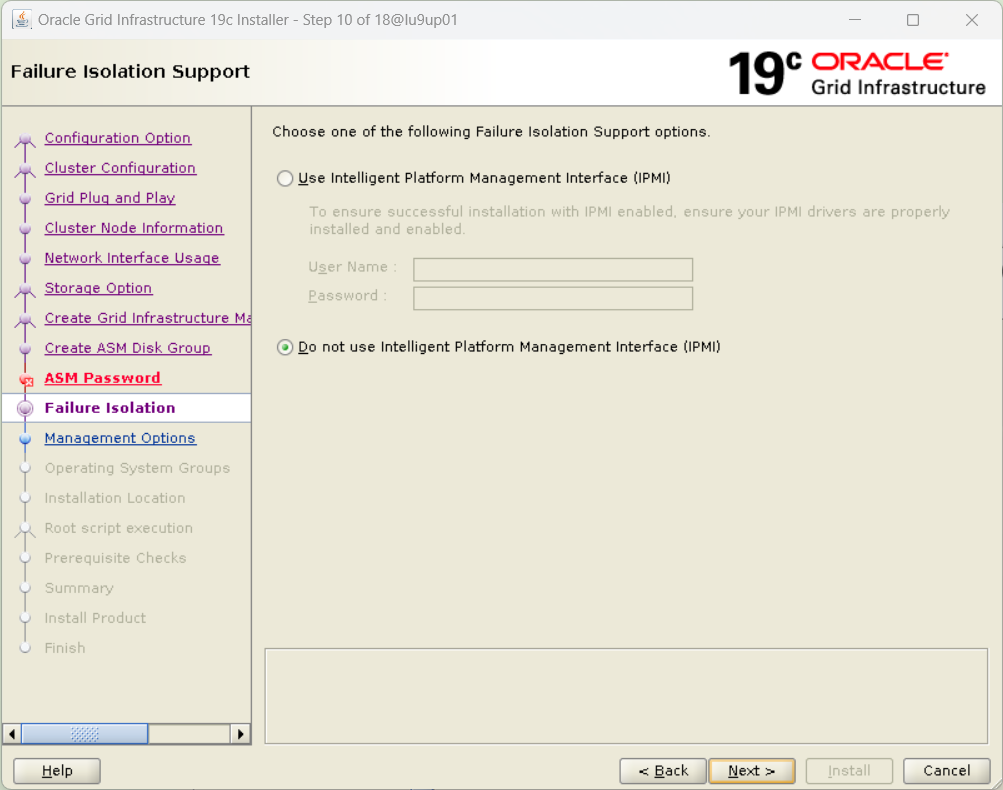 Oracle Grid Infrastructure 19c Installer - Step 10 of 18@lu9up01
Failure Isolation Support
19c ORACLE
Grid Infrastructure
Configuration Option
Cluster Configuration
Grid Plug and Play
Cluster Node Information
Network Interface Usage
Storage Option
Create Grid Infrastructure Ma
Create ASM Disk Group
ASM Password
Failure Isolation
Management Options
Operating System Groups
Installation Location
Root script execution
Prerequisite Checks
Summary
Install Product
Finish
Choose one of the following Failure Isolation Support options.
Use Intelligent Platform Management Interface (IPMI)
To ensure successful installation with IPMI enabled, ensure your IPMI drivers are properly
installed and enabled.
User Name :
Password :
Do not use Intelligent Platform Management Interface (IPMI)
Help
< Back
Next >
Install
Cancel